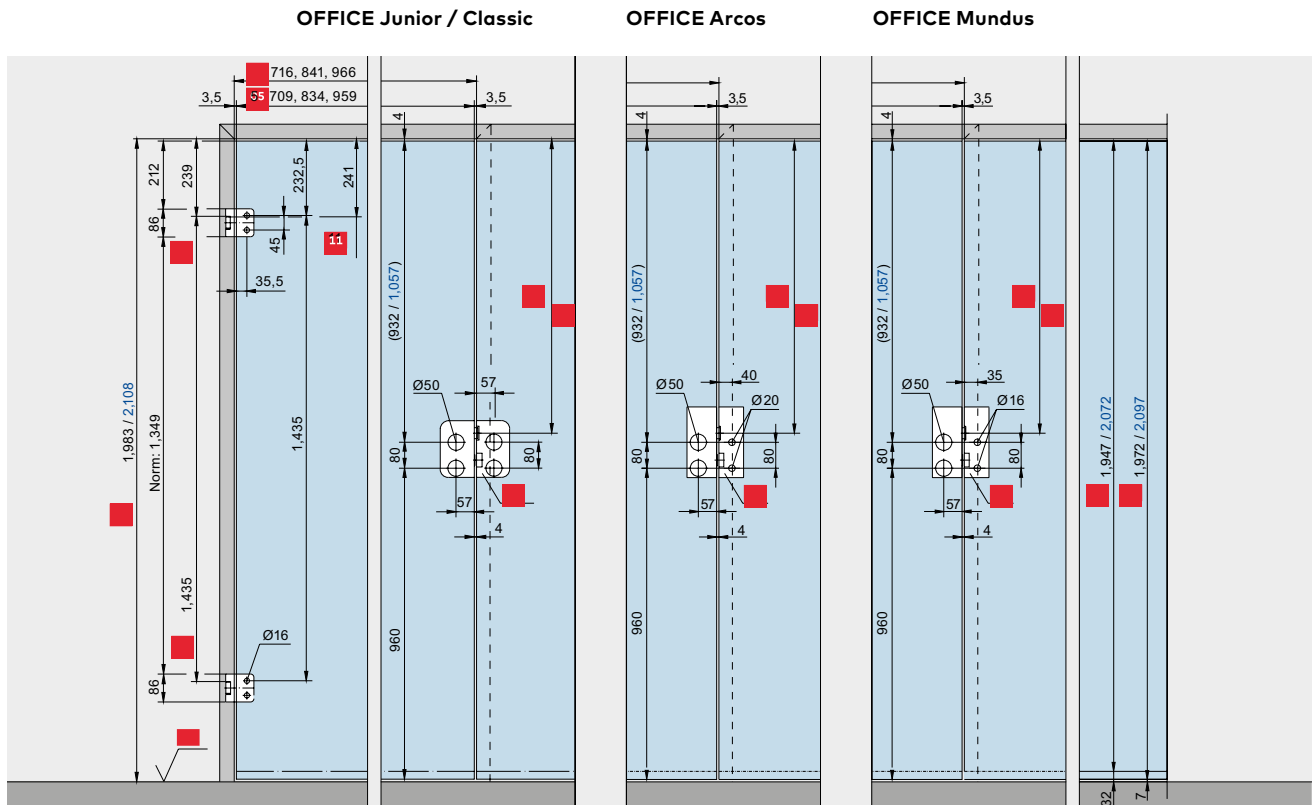 OFFICE Junior / Classic
OFFICE Arcos
OFFICE Mundus
716, 841, 966
709, 834, 959
3,5
3,5
3,5
3,5
4
4
4
212
239
232,5
241
86
45
11
35,5
(932 / 1,057)
(932 / 1,057)
(932 / 1,057)
1,983 / 2,108
Norm: 1,349
1,435
1,435
Ø50
57
Ø50
40
Ø20
Ø50
35
Ø16
80
80
80
80
80
80
57
57
57
4
4
4
1,947 / 2,072
1,972 / 2,097
Ø16
86
960
960
960
32
7